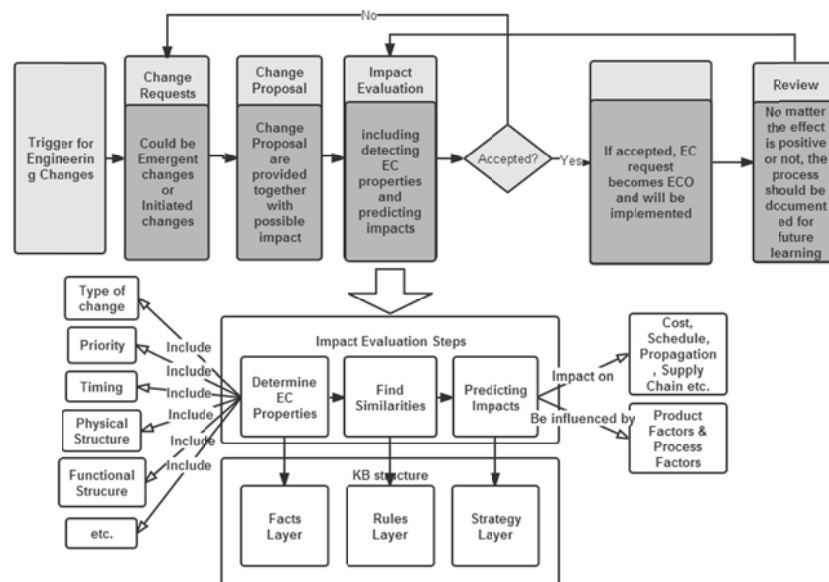 No
Trigger for
Engineerin
g Changes
Change
Requests
Could be
Emergent
changes
or
Initiated
changes
Change
Proposal
Change
Proposal
are
provided
together
with
possible
impact
Impact
Evaluation
including
detecting
EC
properties
and
predicting
impacts
Accepted?
Yes
If accepted, EC
request
becomes ECO
and will be
implemented
Review
No matter
the effect
is positive
or not, the
process
should be
document
ed for
future
learning
Type of
change
Priority
Timing
Physical
Structure
Functional
Strucure
etc.
Include
Include
Include
Include
Include
Include
Impact Evaluation Steps
Determine
EC
Properties
Find
Similarities
Predicting
Impacts
Impact on
Be influenced by
Cost,
Schedule,
Propagation
, Supply
Chain etc.
Product
Factors &
Process
Factors
KB structure
Facts
Layer
Rules
Layer
Strategy
Layer